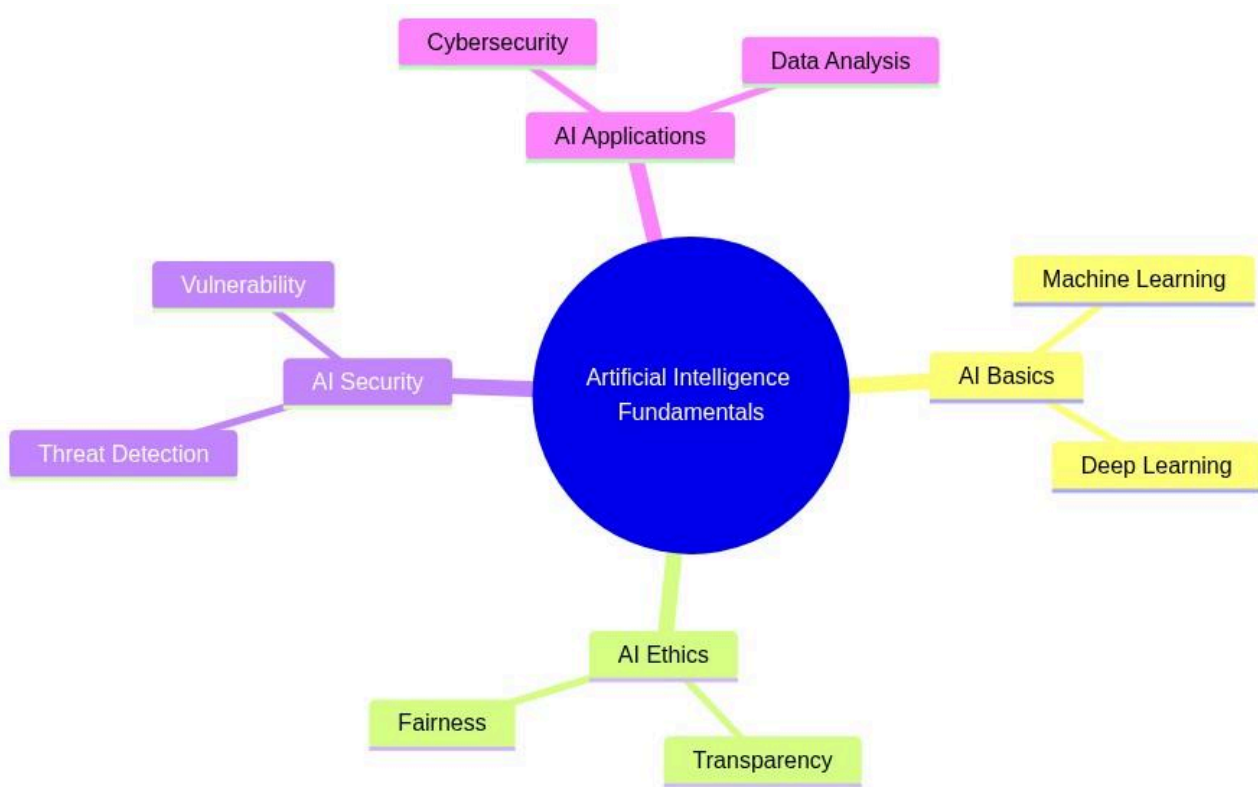 Cybersecurity
Data Analysis
AI Applications
Vulnerability
Machine Learning
AI Security
Artificial Intelligence
Fundamentals
AI Basics
Threat Detection
Deep Learning
AI Ethics
Fairness
Transparency